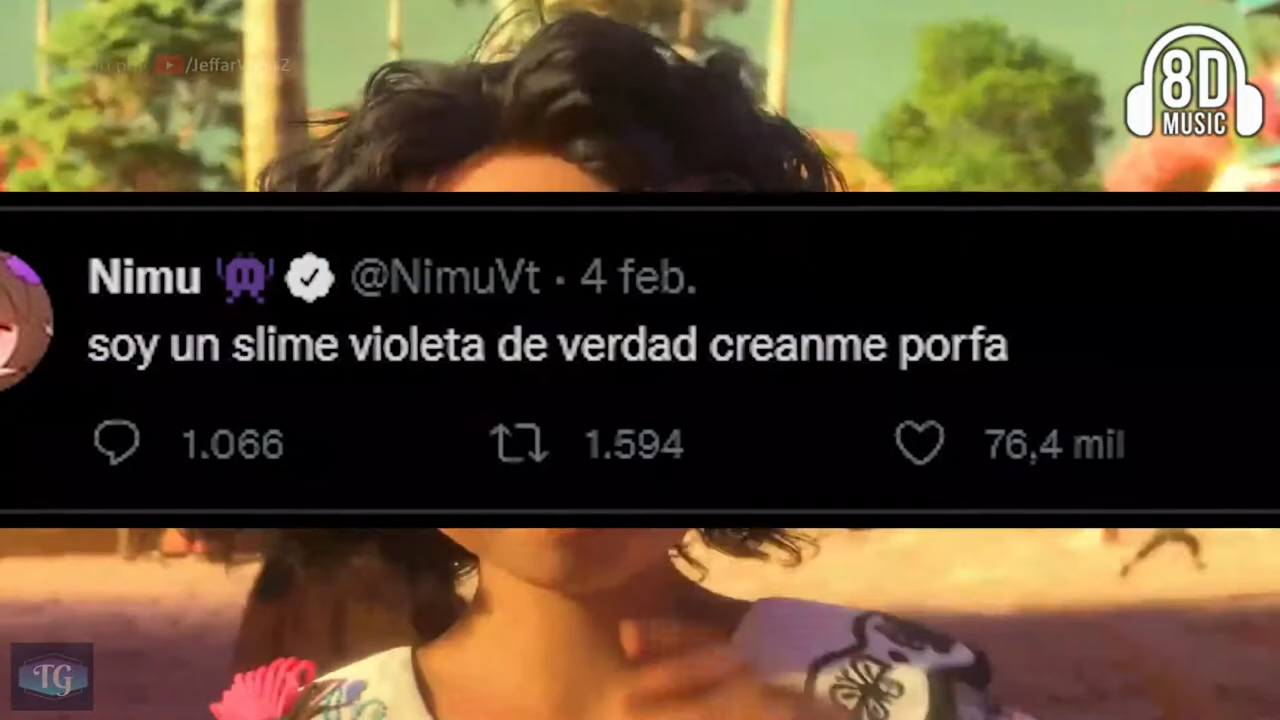 /JeffarV
8D
MUSIC
Nimu @NimuVt · 4 feb.
soy un slime violeta de verdad creanme porfa
1.066 1.594 76,4 mil
TG